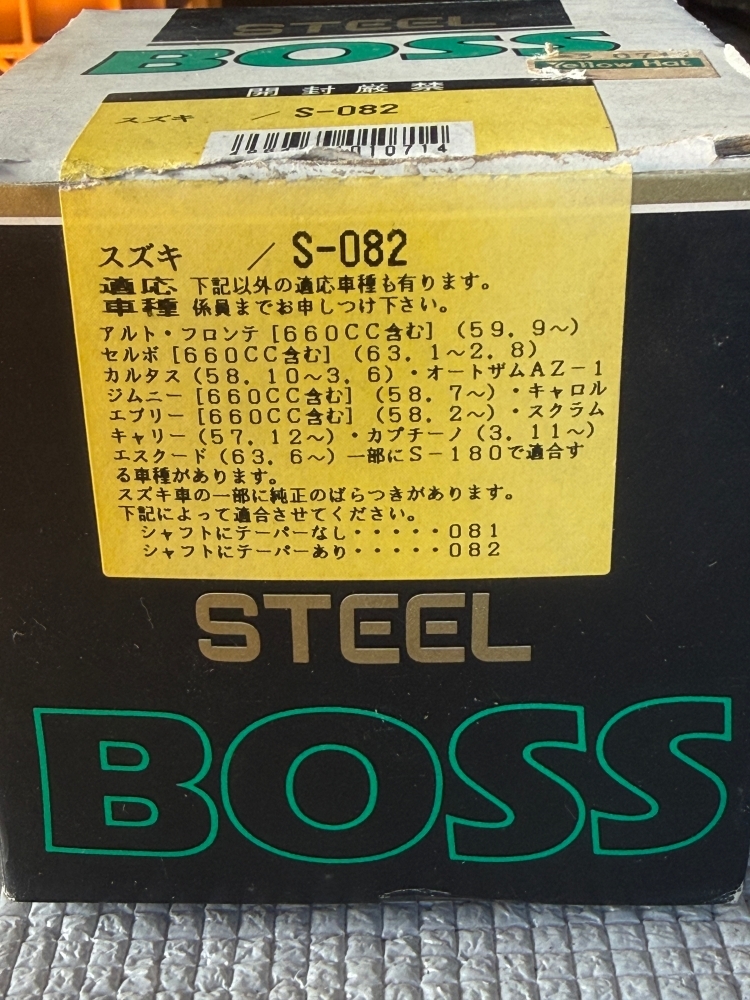 STEEL
BOSS
Yellow Hat
開封厳禁
スズキ ／ S-082
スズキ ／ S-082
適応 下記以外の適応車種も有ります。
車種 係員までお申しつけ下さい。
アルト・フロンテ［６６０ＣＣ含む］（５９．９〜）
セルボ［６６０ＣＣ含む］（６３．１〜２．８）
カルタス（５８．１０〜３．６）・オートザムＡＺ－１
ジムニー［６６０ＣＣ含む］（５８．７〜）・キャロル
エブリー［６６０ＣＣ含む］（５８．２〜）・スクラム
キャリー（５７．１２〜）・カプチーノ（３．１１〜）
エスクード（６３．６〜）一部にＳ－１８０で適合す
る車種があります。
スズキ車の一部に純正のばらつきがあります。
下記によって適合させてください。
シャフトにテーパーなし・・・・・０８１
シャフトにテーパーあり・・・・・０８２
STEEL
BOSS